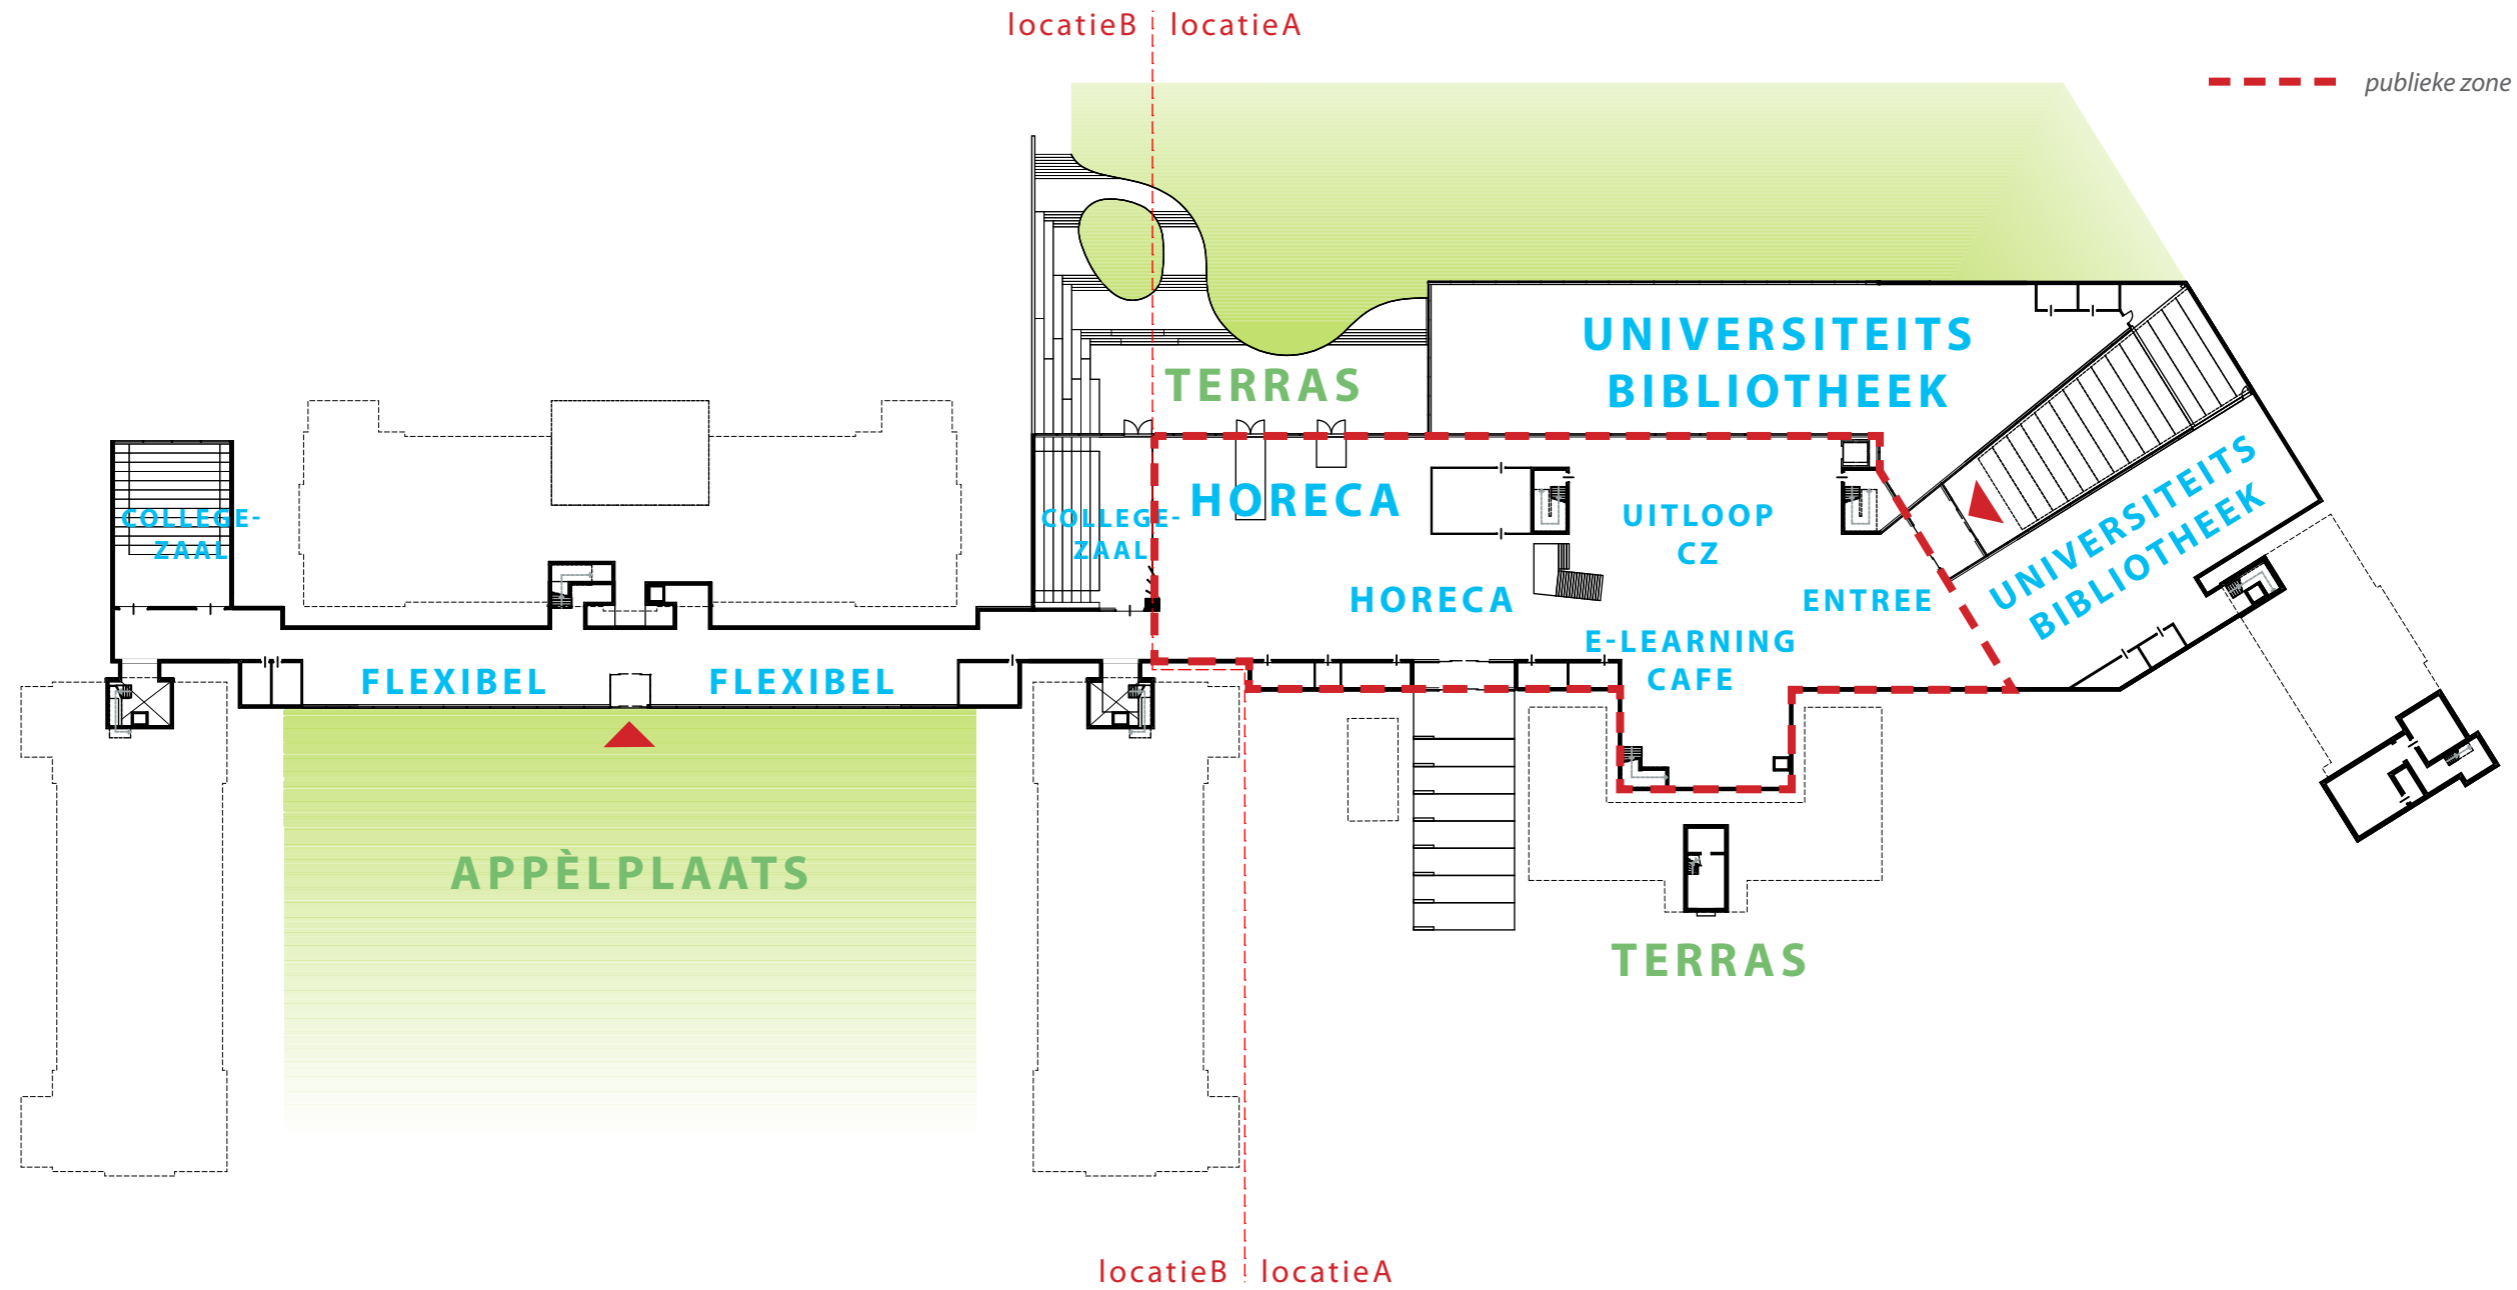 locatieB
locatieA
publieke zone
UNIVERSITEITS
BIBLIOTHEEK
TERRAS
HORECA
COLLEGE-
ZAAL
COLLEGE-
ZAAL
UITLOOP
CZ
UNIVERSITEITS
BIBLIOTHEEK
HORECA
ENTREE
E-LEARNING
CAFE
FLEXIBEL
FLEXIBEL
APPÈLPLAATS
TERRAS
locatieB
locatieA